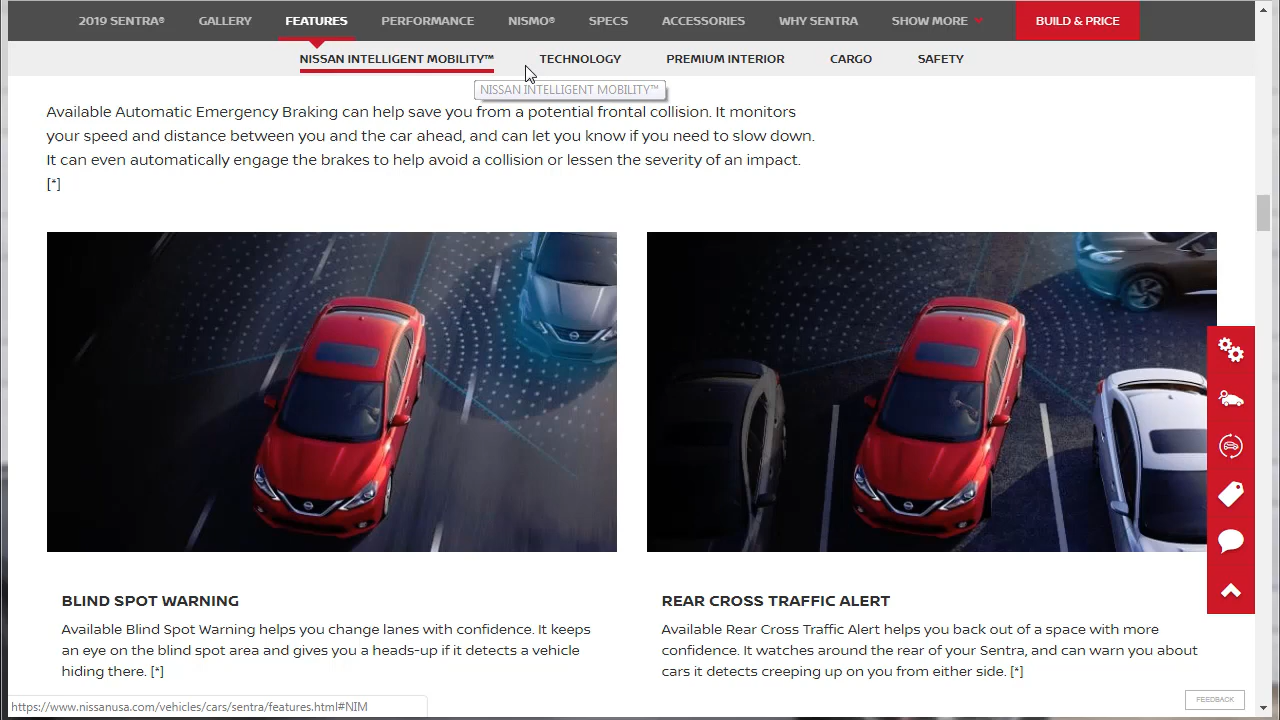 2019 SENTRA® GALLERY FEATURES PERFORMANCE NISMO® SPECS ACCESSORIES WHY SENTRA SHOW MORE BUILD & PRICE
NISSAN INTELLIGENT MOBILITY™ TECHNOLOGY PREMIUM INTERIOR CARGO SAFETY
NISSAN INTELLIGENT MOBILITY™
Available Automatic Emergency Braking can help save you from a potential frontal collision. It monitors
your speed and distance between you and the car ahead, and can let you know if you need to slow down.
It can even automatically engage the brakes to help avoid a collision or lessen the severity of an impact.
[*]
BLIND SPOT WARNING
Available Blind Spot Warning helps you change lanes with confidence. It keeps
an eye on the blind spot area and gives you a heads-up if it detects a vehicle
hiding there. [*]
REAR CROSS TRAFFIC ALERT
Available Rear Cross Traffic Alert helps you back out of a space with more
confidence. It watches around the rear of your Sentra, and can warn you about
cars it detects creeping up on you from either side. [*]
FEEDBACK
https://www.nissanusa.com/vehicles/cars/sentra/features.html#NIM